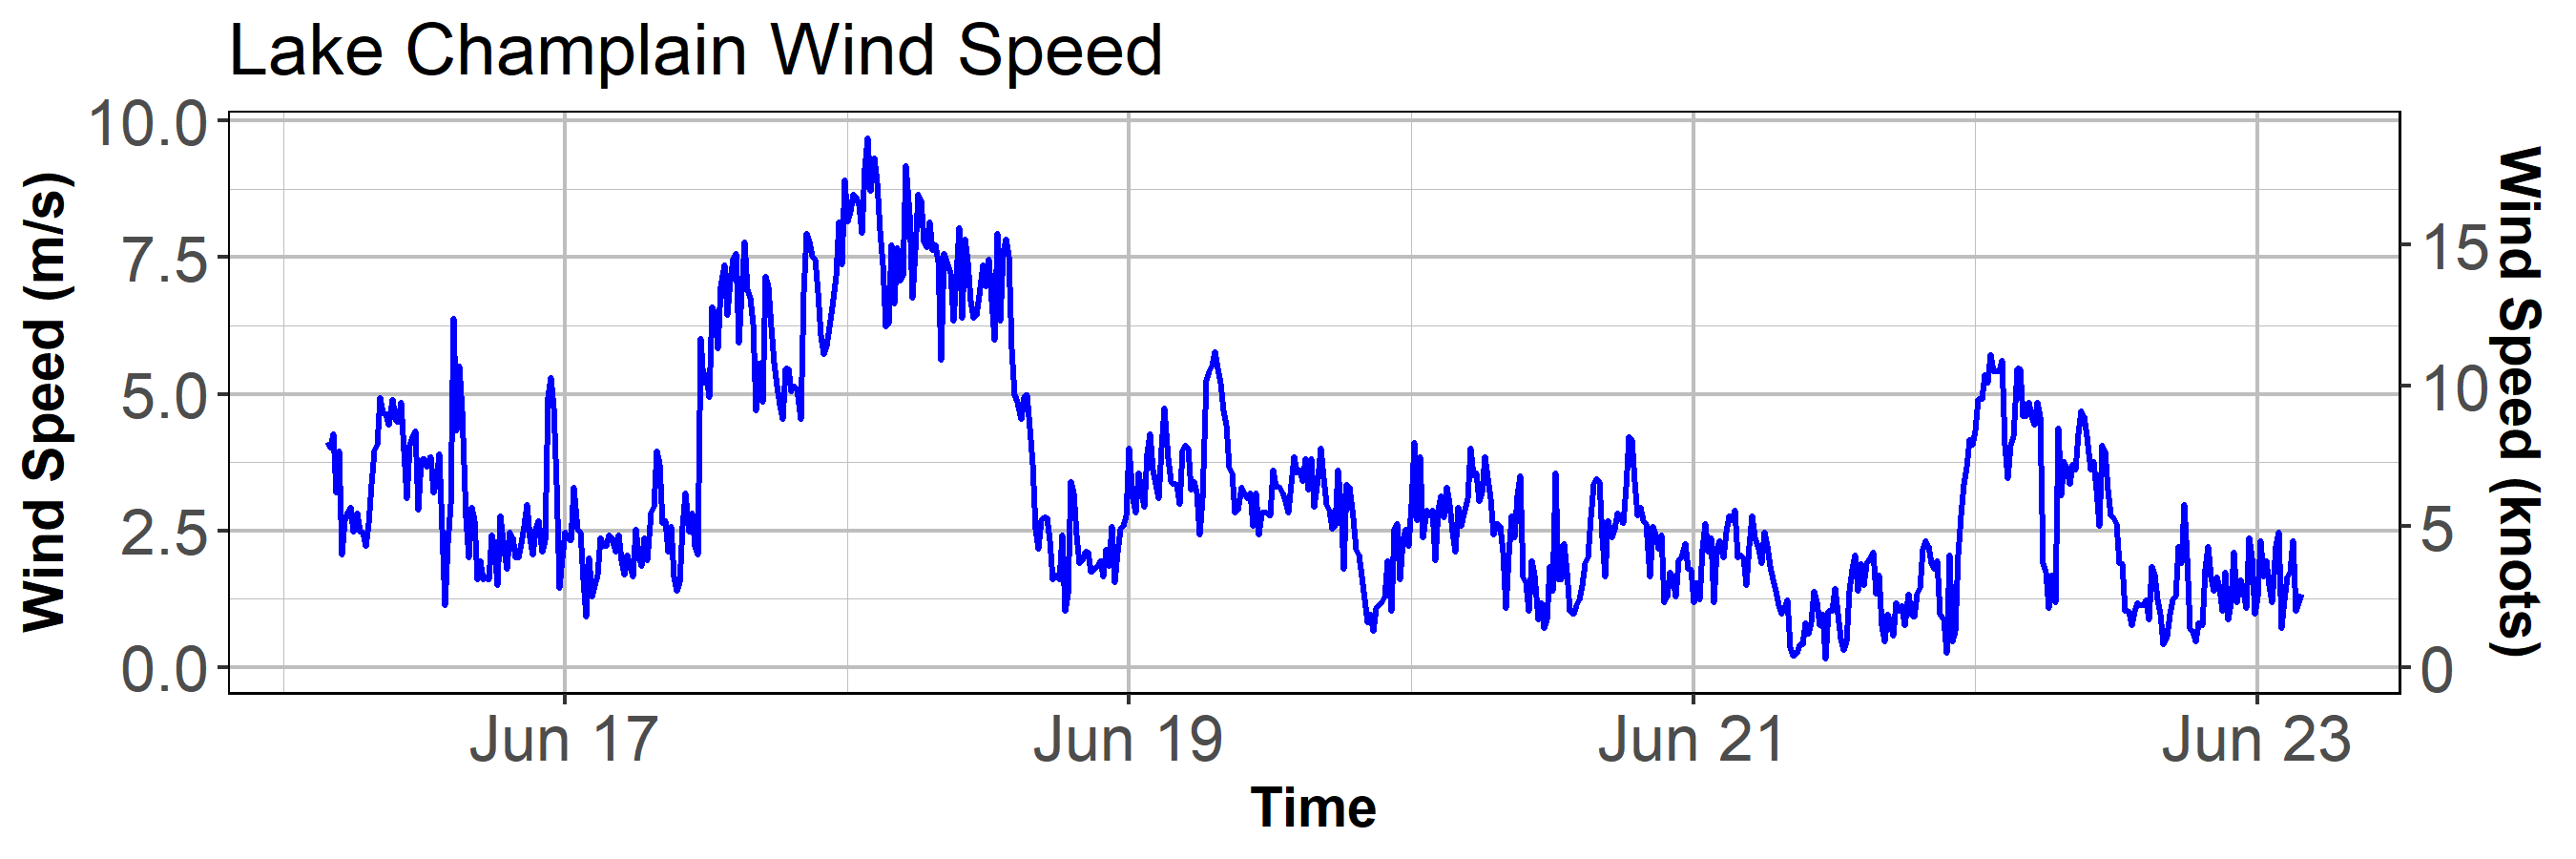 Lake Champlain Wind Speed
Wind Speed (m/s)
10.0
7.5
5.0
2.5
0.0
Wind Speed (knots)
15
10
5
0
Jun 17
Jun 19
Jun 21
Jun 23
Time